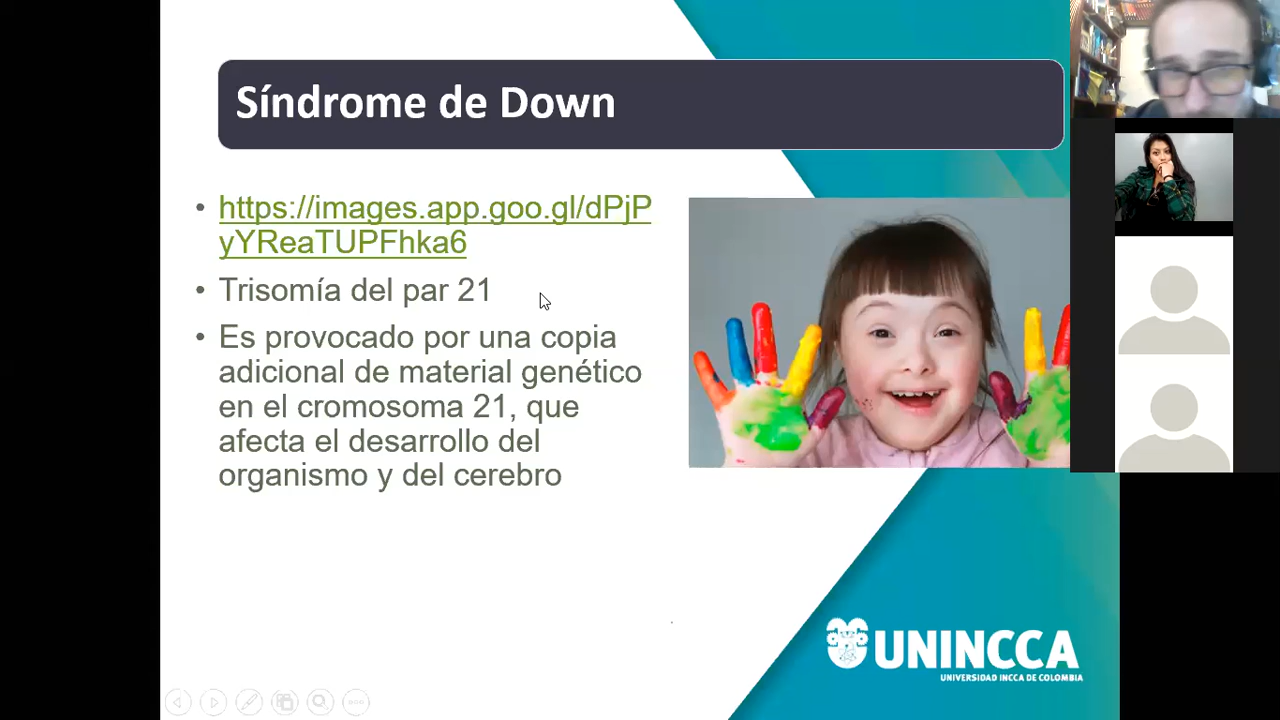 Síndrome de Down
• https://images.app.goo.gl/dPjP
yYReaTUPFhka6
• Trisomía del par 21
• Es provocado por una copia
adicional de material genético
en el cromosoma 21, que
afecta el desarrollo del
organismo y del cerebro
UNINCCA
UNIVERSIDAD INCCA DE COLOMBIA